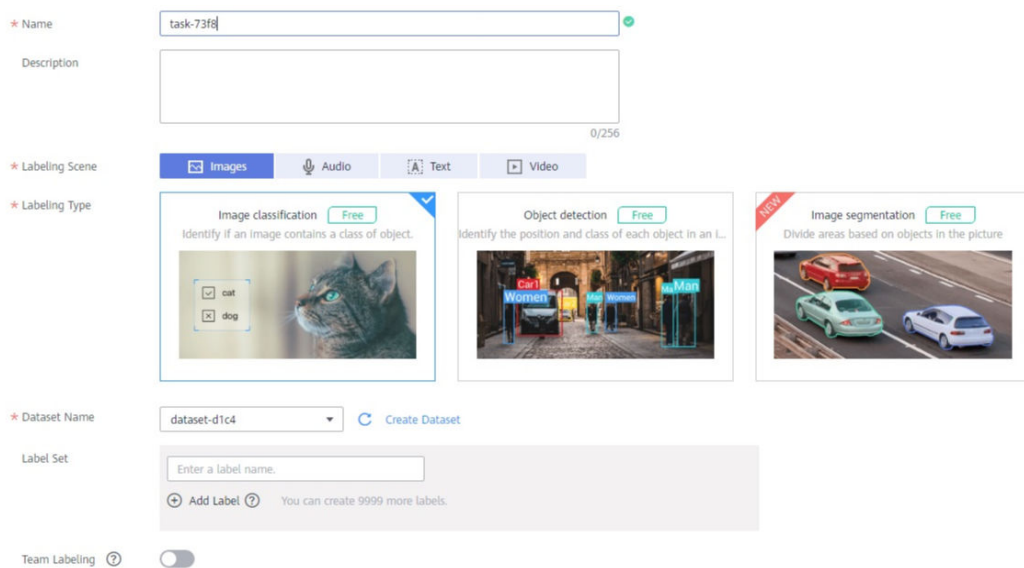 * Name
task-73f8
Description
0/256
* Labeling Scene
Images
Audio
Text
Video
* Labeling Type
Image classification Free
Identify if an image contains a class of object.
cat
dog
Object detection Free
Identify the position and class of each object in an i...
Car1
Women
Man
Women
Ma
Man
NEW
Image segmentation Free
Divide areas based on objects in the picture
* Dataset Name
dataset-d1c4
Create Dataset
Label Set
Enter a label name.
Add Label ?
You can create 9999 more labels.
Team Labeling ?